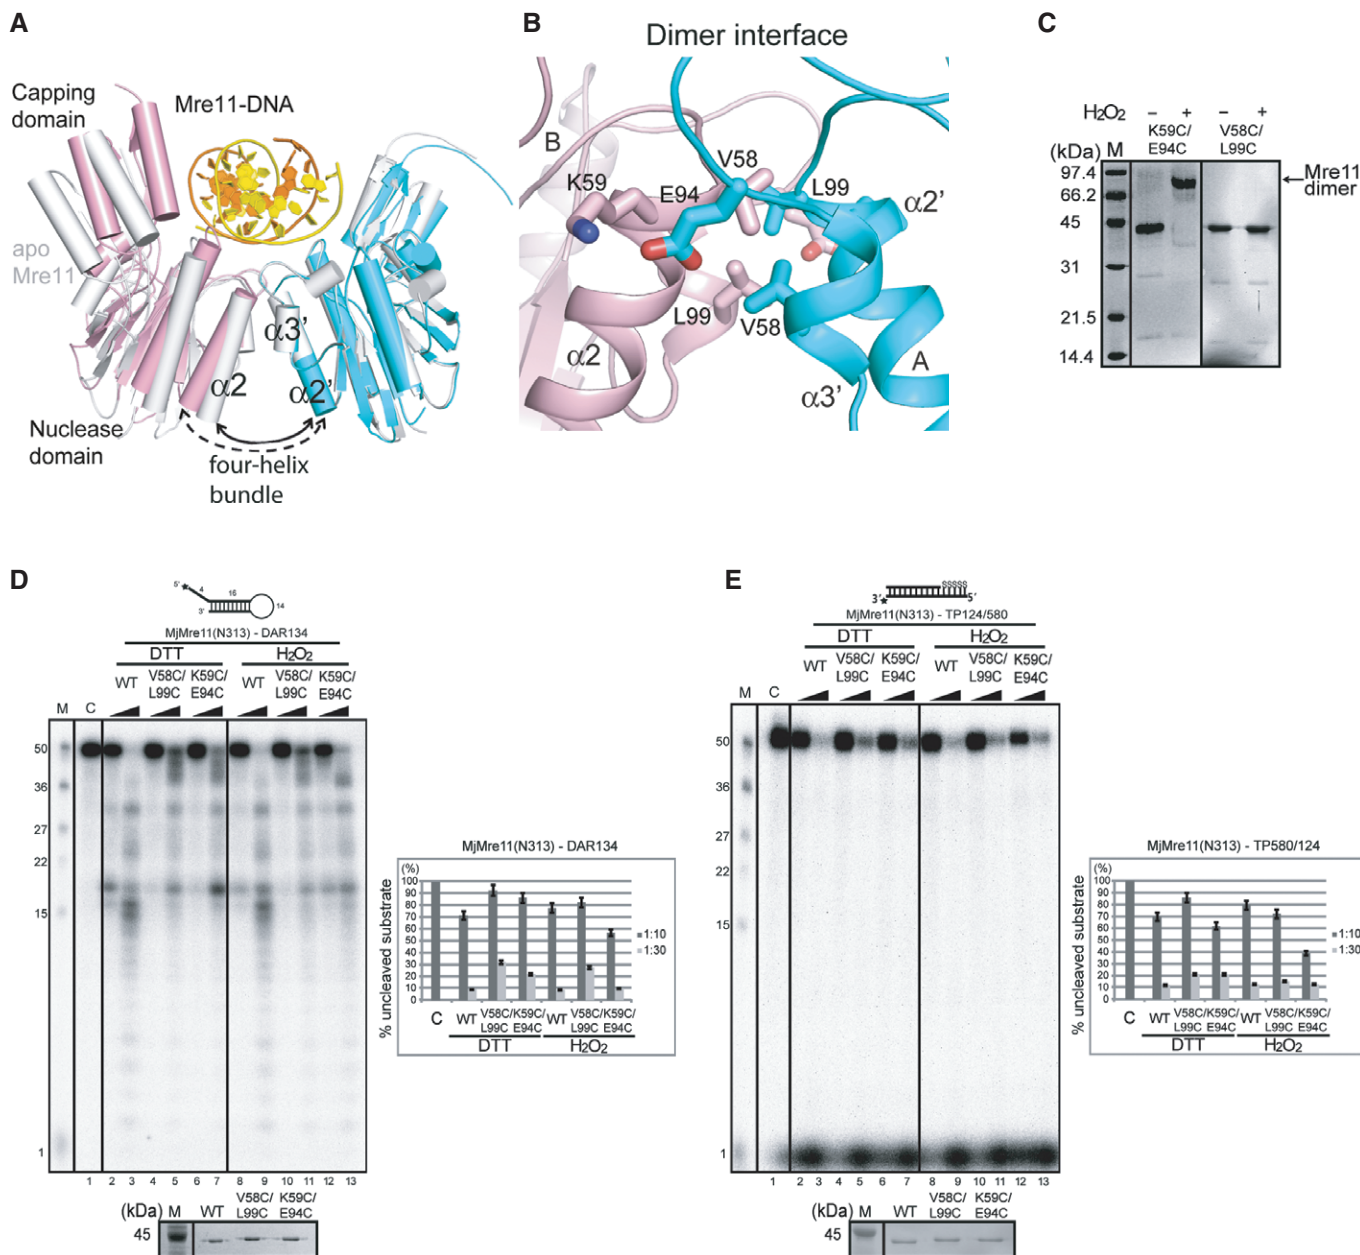 A
Capping
domain
Mre11-DNA
apo
Mre11
α3’
α2
α2’
Nuclease
domain
four-helix
bundle
B
Dimer interface
B
V58
K59
E94
L99
α2’
L99
V58
α2
A
α3’
C
H2O2 – + – +
K59C/
E94C
V58C/
L99C
(kDa) M
97.4
66.2
45
31
21.5
14.4
Mre11
dimer
D
5’
4
16
3’
14
MjMre11(N313) - DAR134
DTT H2O2
WT V58C/
L99C K59C/
E94C WT V58C/
L99C K59C/
E94C
M C
50
36
27
22
15
1
1 2 3 4 5 6 7 8 9 10 11 12 13
(kDa) M WT V58C/
L99C K59C/
E94C
45
MjMre11(N313) - DAR134
(%)
% uncleaved substrate
100
90
80
70
60
50
40
30
20
10
0
1:10
1:30
C WT V58C/
L99C K59C/
E94C WT V58C/
L99C K59C/
E94C
DTT H2O2
E
SSSSS
3’ 5’
MjMre11(N313) - TP124/580
DTT H2O2
WT V58C/
L99C K59C/
E94C WT V58C/
L99C K59C/
E94C
M C
50
36
27
22
15
1
1 2 3 4 5 6 7 8 9 10 11 12 13
(kDa) M WT V58C/
L99C K59C/
E94C
45
MjMre11(N313) - TP580/124
(%)
% uncleaved substrate
100
90
80
70
60
50
40
30
20
10
0
1:10
1:30
C WT V58C/
L99C K59C/
E94C WT V58C/
L99C K59C/
E94C
DTT H2O2